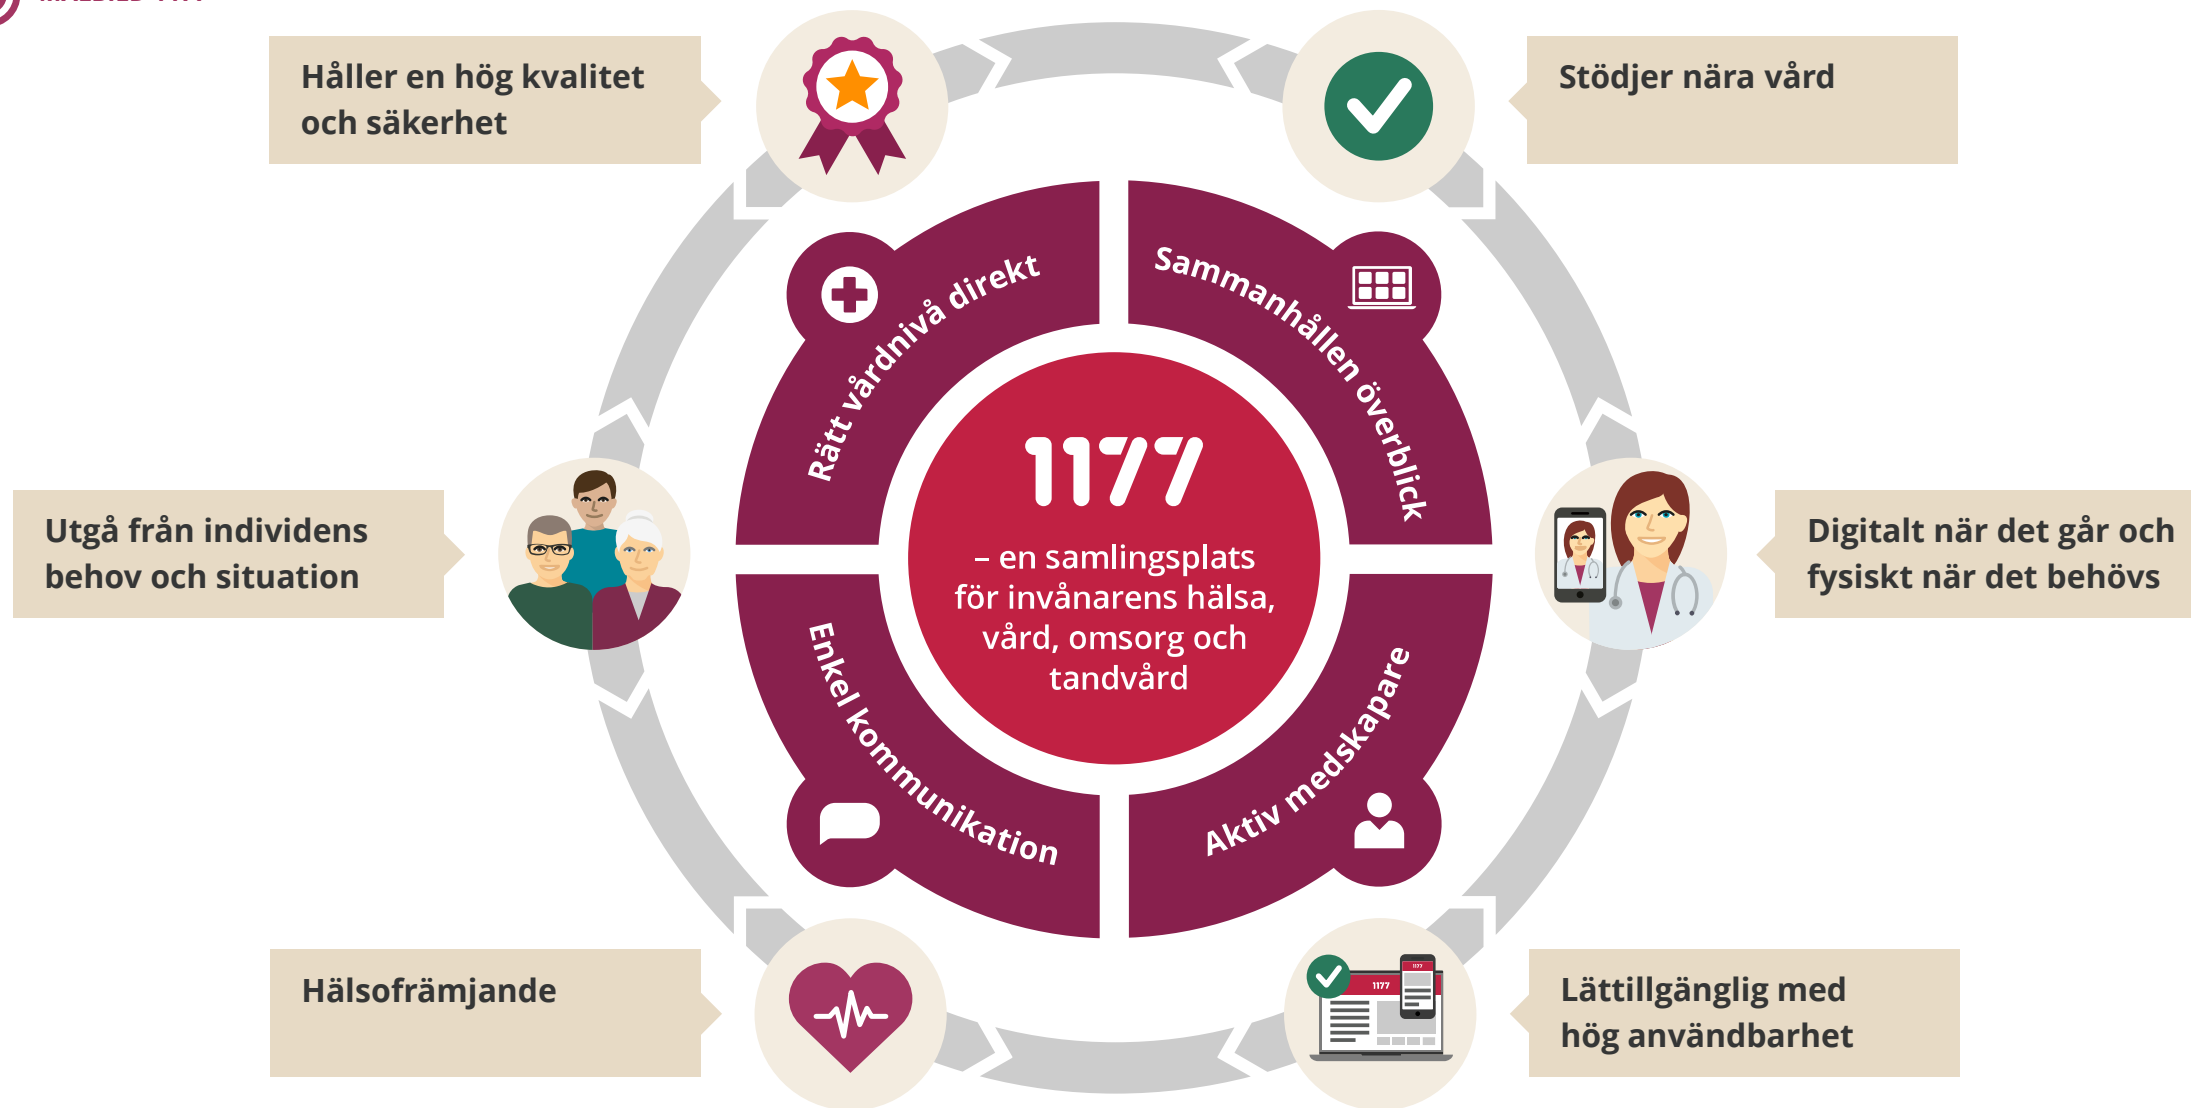 Håller en hög kvalitet
och säkerhet
Stödjer nära vård
Rätt vårdnivå direkt
Sammanhållen överblick
1177
– en samlingsplats
för invånarens hälsa,
vård, omsorg och
tandvård
Utgå från individens
behov och situation
Digitalt när det går och
fysiskt när det behövs
Enkel kommunikation
Aktiv medskapare
Hälsofrämjande
1177
1177
Lättillgänglig med
hög användbarhet